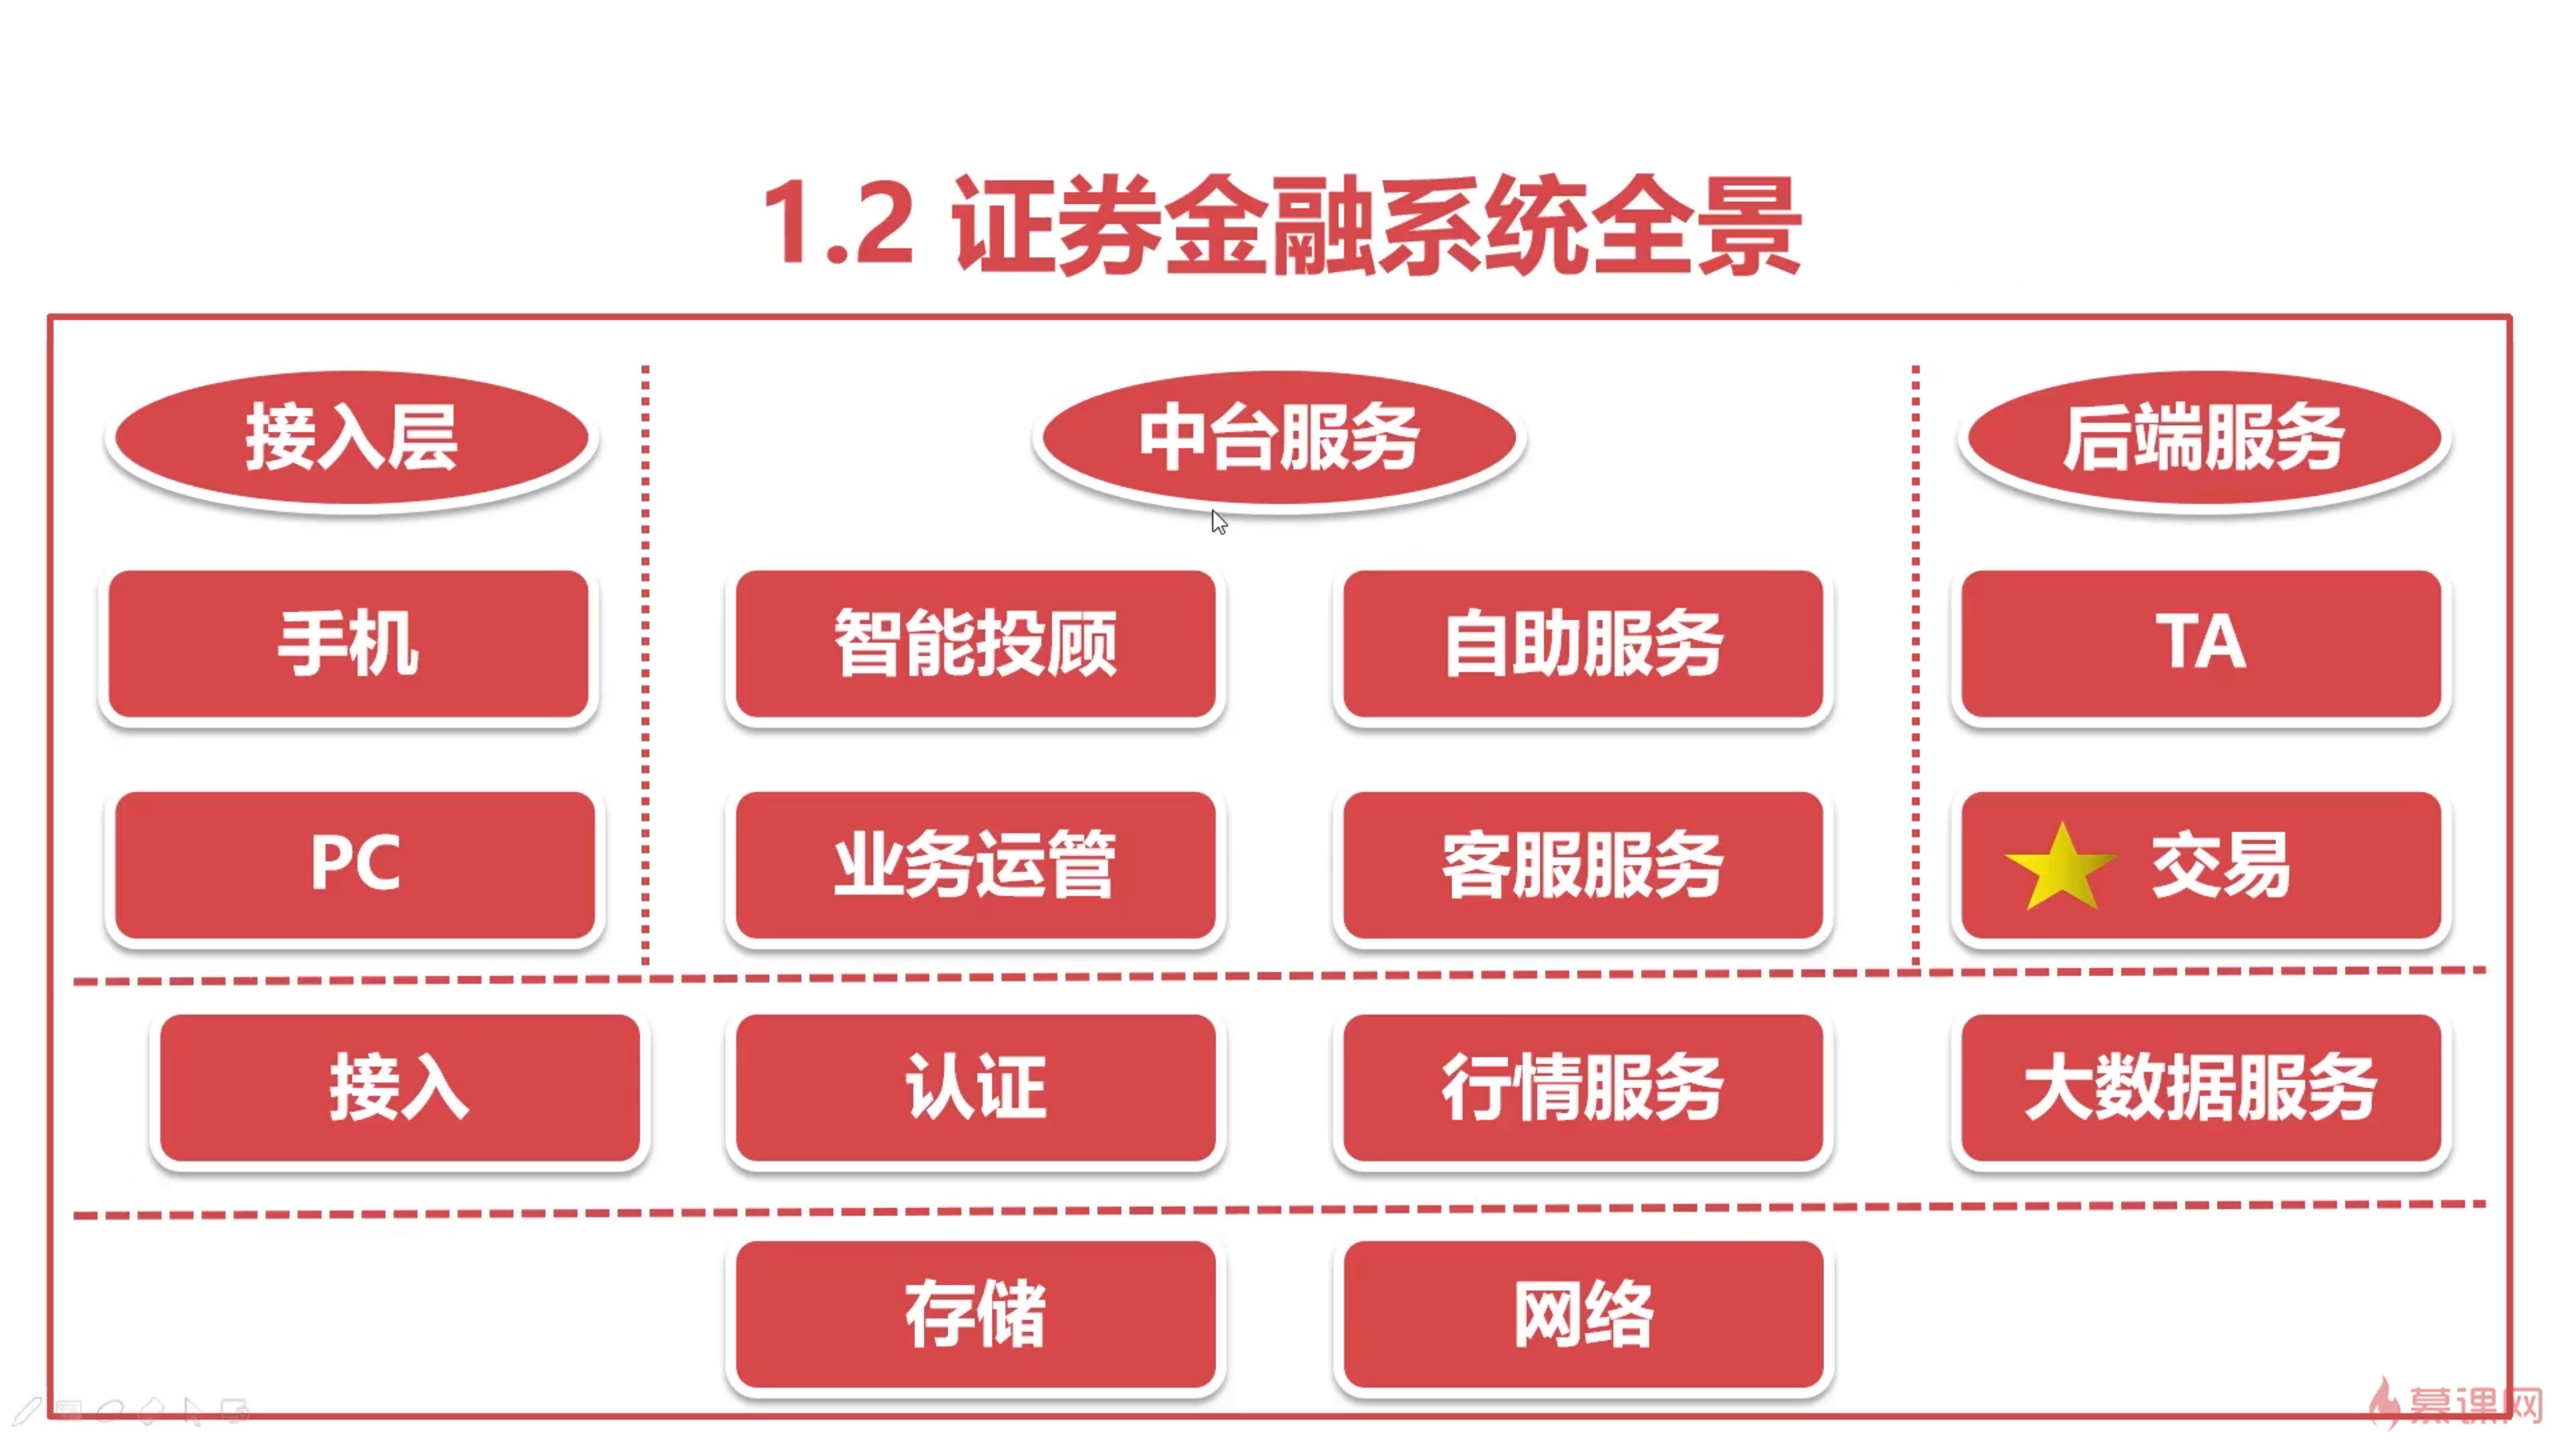 1.2 证券金融系统全景
接入层
中台服务
后端服务
手机
智能投顾
自助服务
TA
PC
业务运管
客服服务
交易
接入
认证
行情服务
大数据服务
存储
网络
慕课网